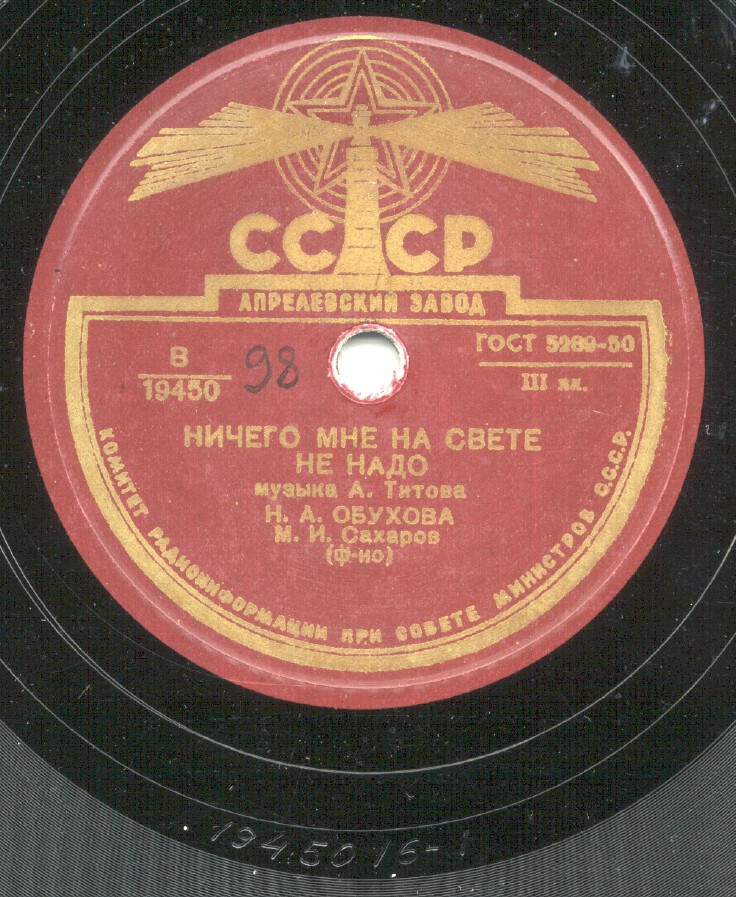 СССР
АПРЕЛЕВСКИЙ ЗАВОД
В
19450
98
ГОСТ 5289-50
III кк.
НИЧЕГО МНЕ НА СВЕТЕ
НЕ НАДО
музыка А. Титова
Н. А. ОБУХОВА
М. И. Сахаров
(ф-но)
КОМИТЕТ РАДИОИНФОРМАЦИИ ПРИ СОВЕТЕ МИНИСТРОВ С.С.С.Р.
19450 16-1